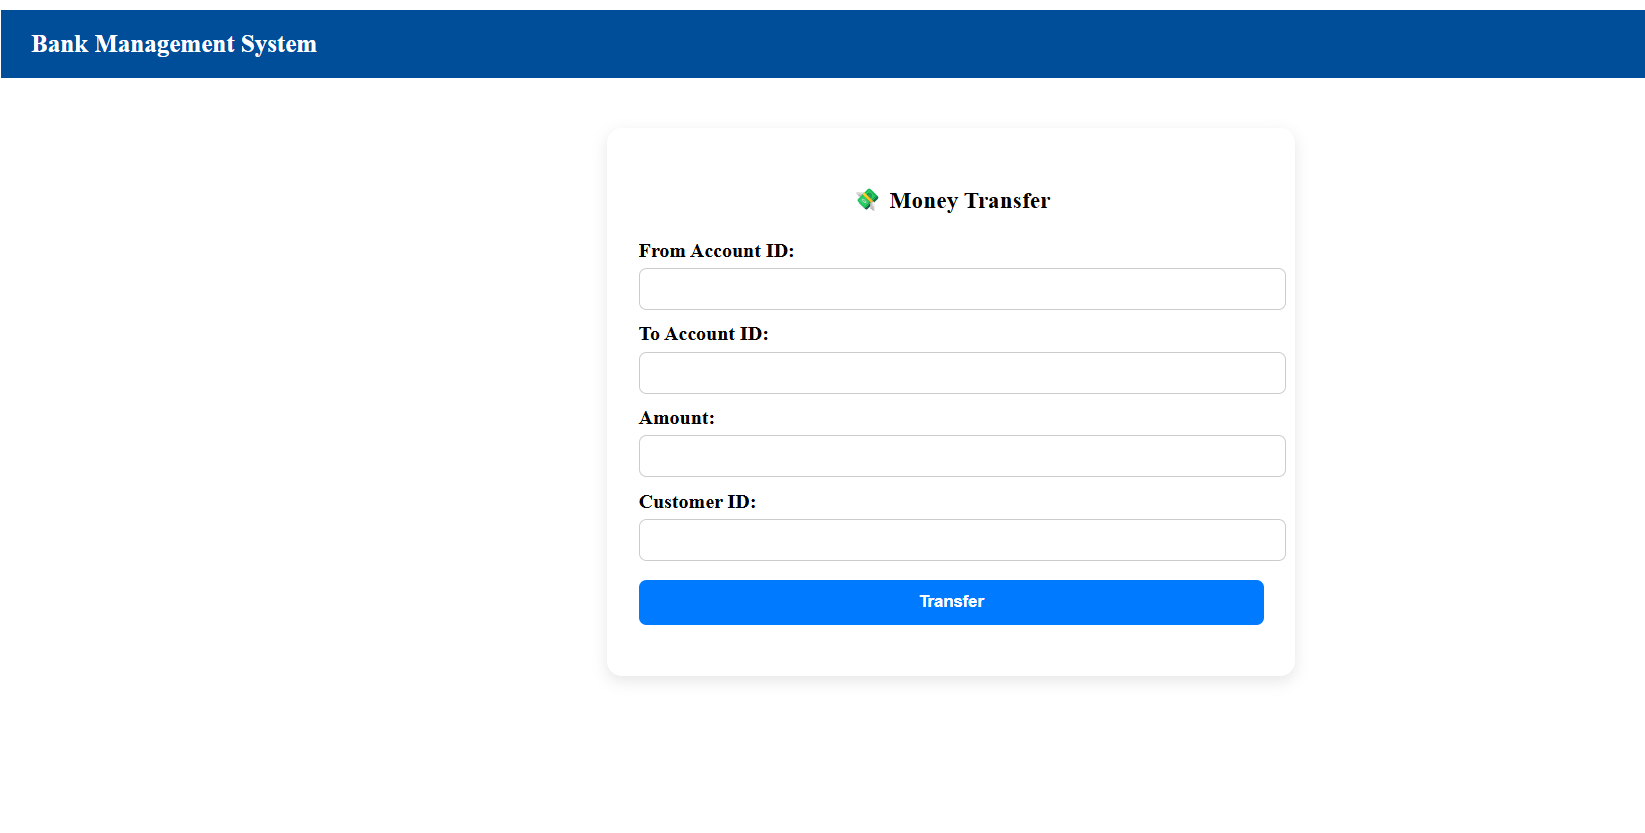 Bank Management System
💸 Money Transfer
From Account ID:
To Account ID:
Amount:
Customer ID:
Transfer